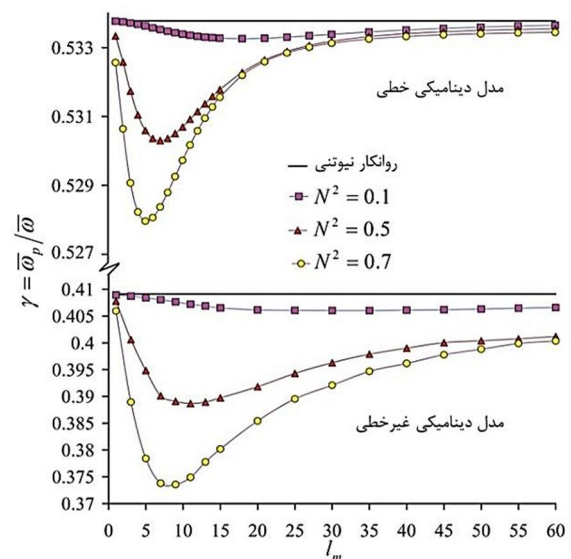 0.533
مدل دینامیکی خطی
0.531
روانکار نیوتنی
0.529
N² = 0.1
N² = 0.5
0.527
N² = 0.7
γ = ω̅ₚ/ω̅
0.41
0.405
0.4
0.395
0.39
0.385
مدل دینامیکی غیرخطی
0.38
0.375
0.37
0 5 10 15 20 25 30 35 40 45 50 55 60
lₘ